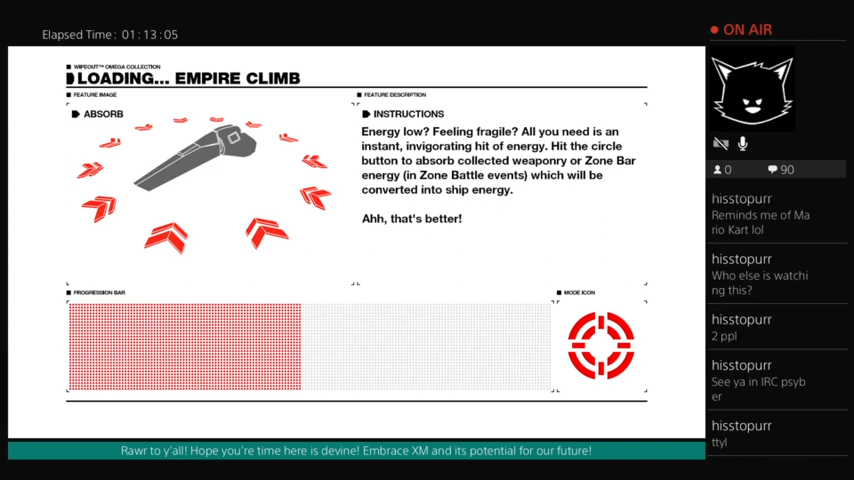 Elapsed Time : 01:13:05
ON AIR
WIPEOUT™ OMEGA COLLECTION
LOADING... EMPIRE CLIMB
FEATURE IMAGE
FEATURE DESCRIPTION
ABSORB
INSTRUCTIONS
Energy low? Feeling fragile? All you need is an
instant, invigorating hit of energy. Hit the circle
button to absorb collected weaponry or Zone Bar
energy (in Zone Battle events) which will be
converted into ship energy.
Ahh, that's better!
PROGRESSION BAR
MODE ICON
0
90
hisstopurr
Reminds me of Ma
rio Kart lol
hisstopurr
Who else is watchi
ng this?
hisstopurr
2 ppl
hisstopurr
See ya in IRC psyb
er
hisstopurr
ttyl
Rawr to y'all! Hope you're time here is devine! Embrace XM and its potential for our future!